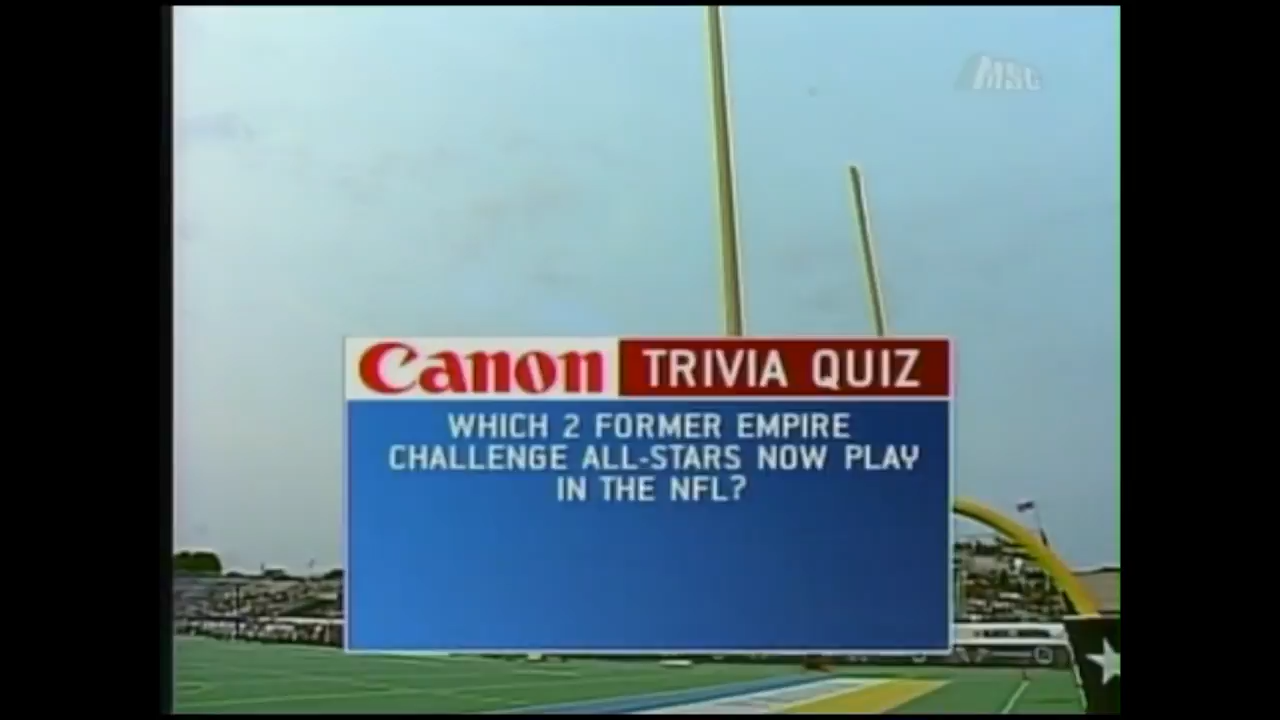 MSG
Canon TRIVIA QUIZ
WHICH 2 FORMER EMPIRE
CHALLENGE ALL-STARS NOW PLAY
IN THE NFL?